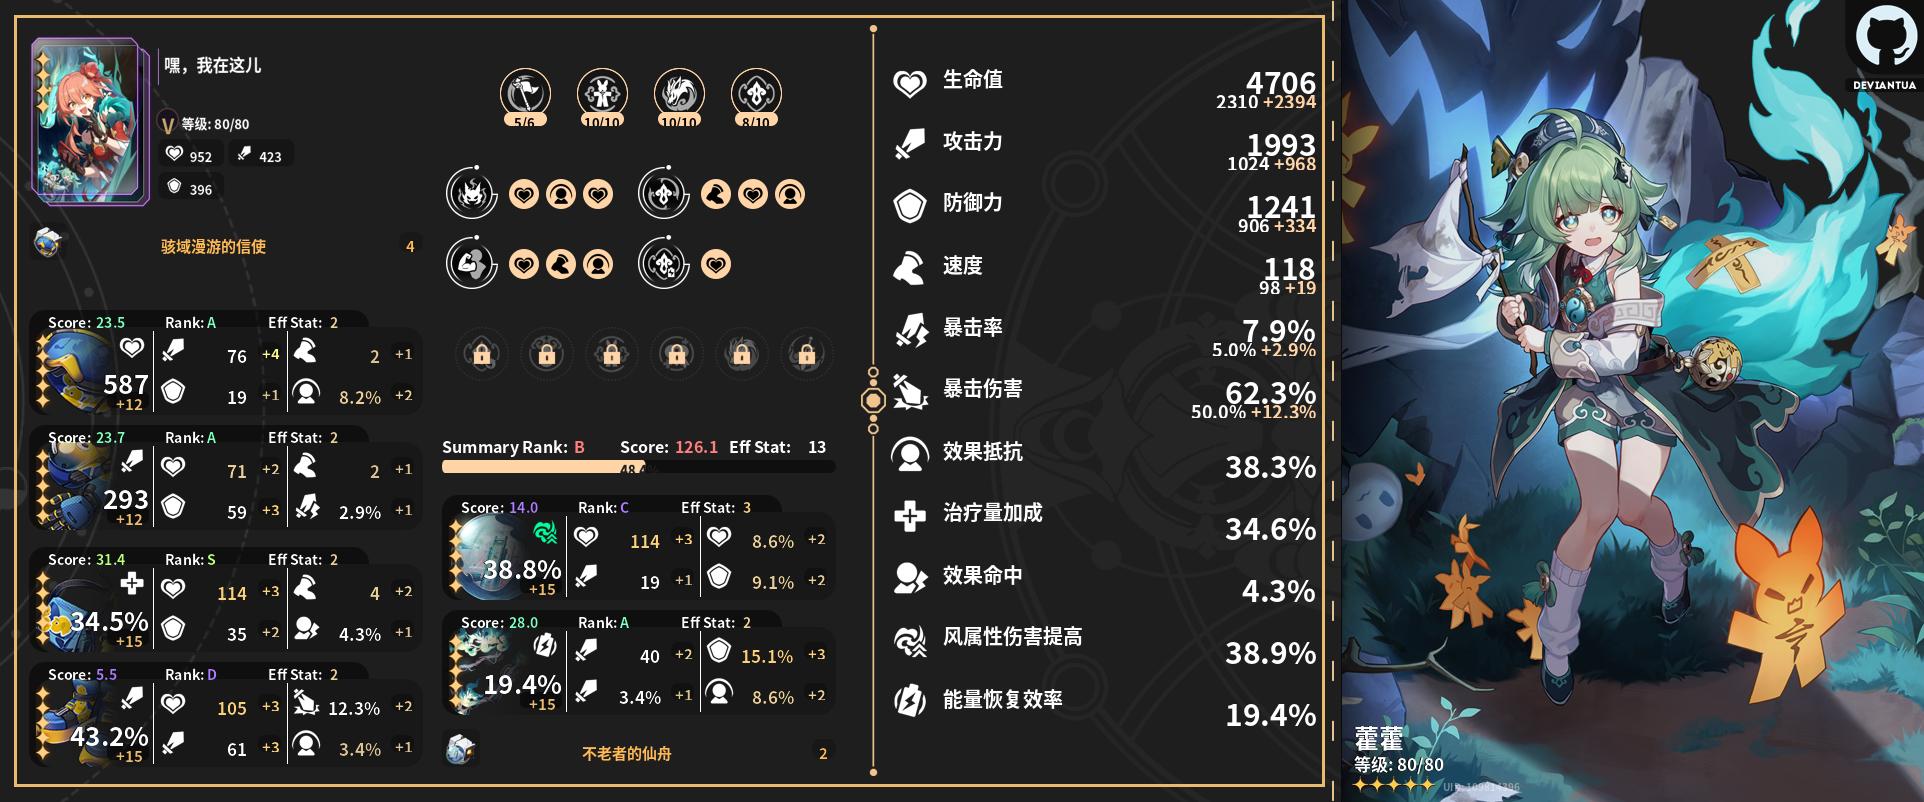 嘿，我在这儿
V 等级: 80/80
952 423
396
骇域漫游的信使 4
Score: 23.5 Rank: A Eff Stat: 2
587 +12
76 +4 2 +1
19 +1 8.2% +2
Score: 23.7 Rank: A Eff Stat: 2
293 +12
71 +2 2 +1
59 +3 2.9% +1
Score: 31.4 Rank: S Eff Stat: 2
34.5% +15
114 +3 4 +2
35 +2 4.3% +1
Score: 5.5 Rank: D Eff Stat: 2
43.2% +15
105 +3 12.3% +2
61 +3 3.4% +1
5/6 10/10 10/10 8/10
Summary Rank: B Score: 126.1 Eff Stat: 13
Score: 14.0 Rank: C Eff Stat: 3
38.8% +15
114 +3 8.6% +2
19 +1 9.1% +2
Score: 28.0 Rank: A Eff Stat: 2
19.4% +15
40 +2 15.1% +3
3.4% +1 8.6% +2
不老者的仙舟 2
生命值 4706
2310 +2394
攻击力 1993
1024 +968
防御力 1241
906 +334
速度 118
98 +19
暴击率 7.9%
5.0% +2.9%
暴击伤害 62.3%
50.0% +12.3%
效果抵抗 38.3%
治疗量加成 34.6%
效果命中 4.3%
风属性伤害提高 38.9%
能量恢复效率 19.4%
DEVIANTUA
藿藿
等级: 80/80